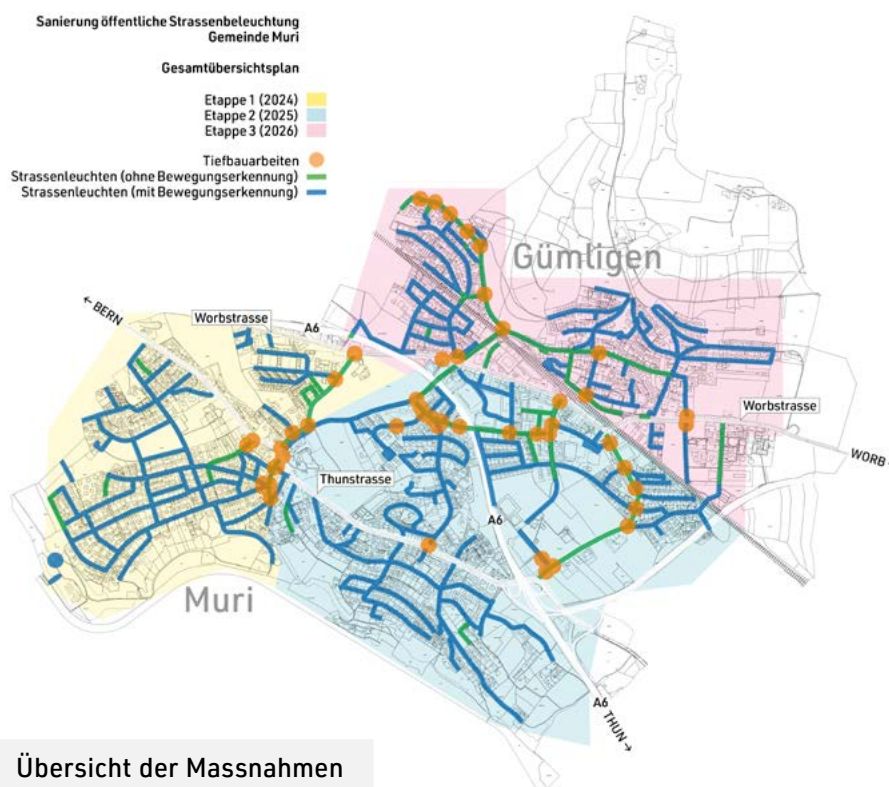 Sanierung öffentliche Strassenbeleuchtung
Gemeinde Muri
Gesamtübersichtsplan
Etappe 1 (2024)
Etappe 2 (2025)
Etappe 3 (2026)
Tiefbauarbeiten
Strassenleuchten (ohne Bewegungserkennung)
Strassenleuchten (mit Bewegungserkennung)
Gümligen
← BERN
Worbstrasse
A6
Worbstrasse
WORB
Thunstrasse
A6
Muri
A6
THUN →
Übersicht der Massnahmen